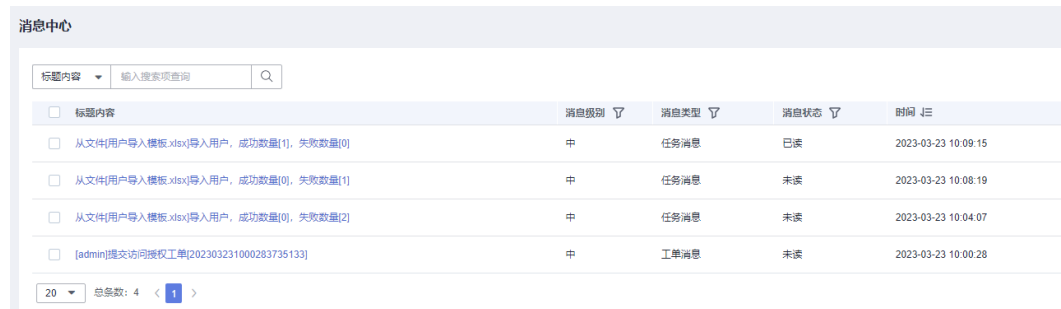 消息中心
标题内容 输入搜索项查询
标题内容 消息级别 消息类型 消息状态 时间
从文件[用户导入模板.xlsx]导入用户，成功数量[1]，失败数量[0] 中 任务消息 已读 2023-03-23 10:09:15
从文件[用户导入模板.xlsx]导入用户，成功数量[0]，失败数量[1] 中 任务消息 未读 2023-03-23 10:08:19
从文件[用户导入模板.xlsx]导入用户，成功数量[0]，失败数量[2] 中 任务消息 未读 2023-03-23 10:04:07
[admin]提交访问授权工单[202303231000283735133] 中 工单消息 未读 2023-03-23 10:00:28
20 总条数：4 < 1 >